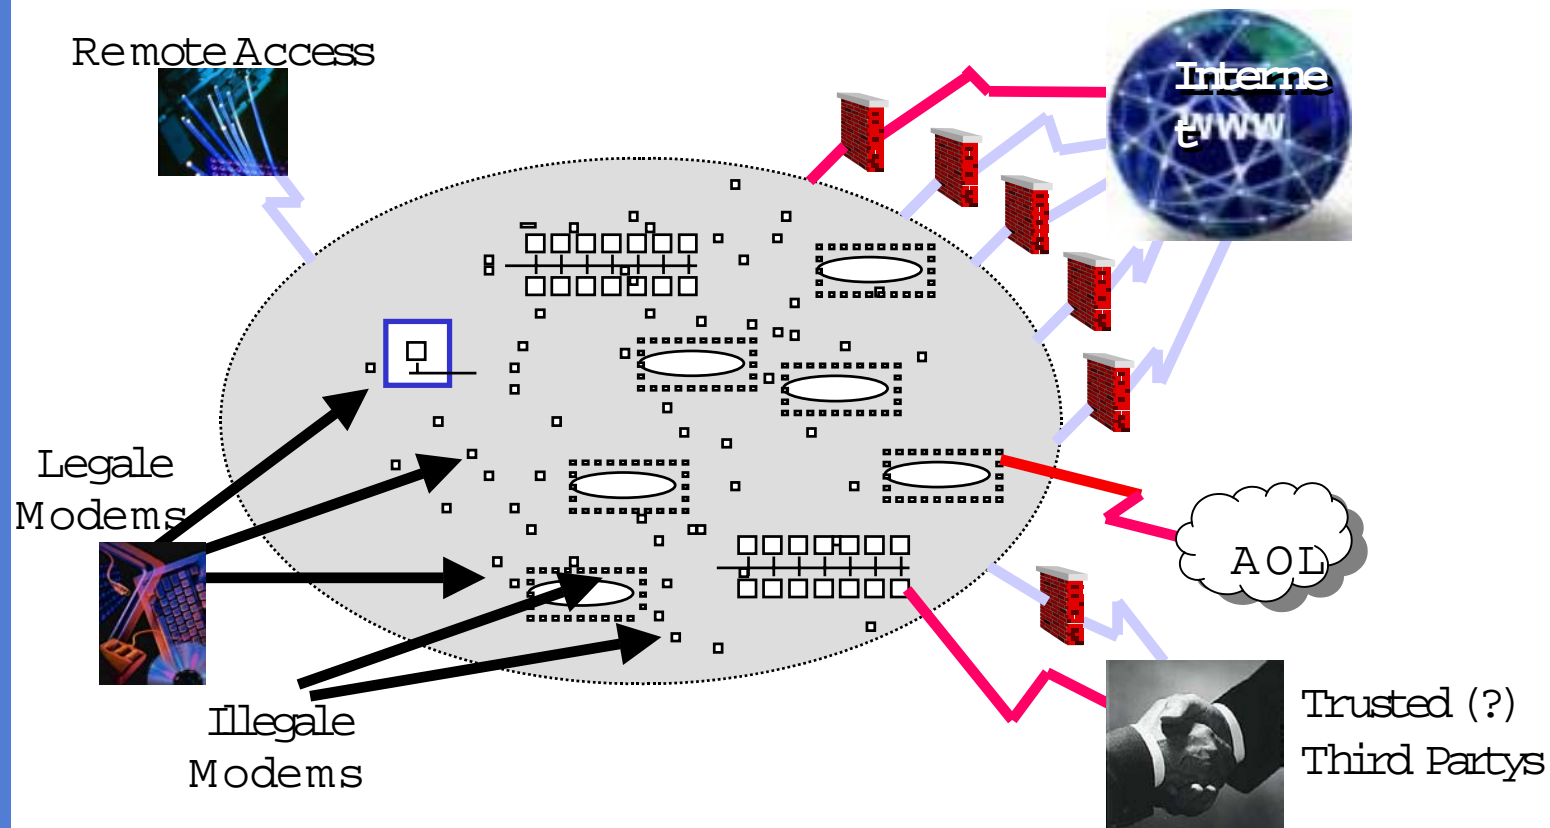 Remote Access
Interne
t
WWW
Legale
Modems
AOL
Illegale
Modems
Trusted (?)
Third Partys